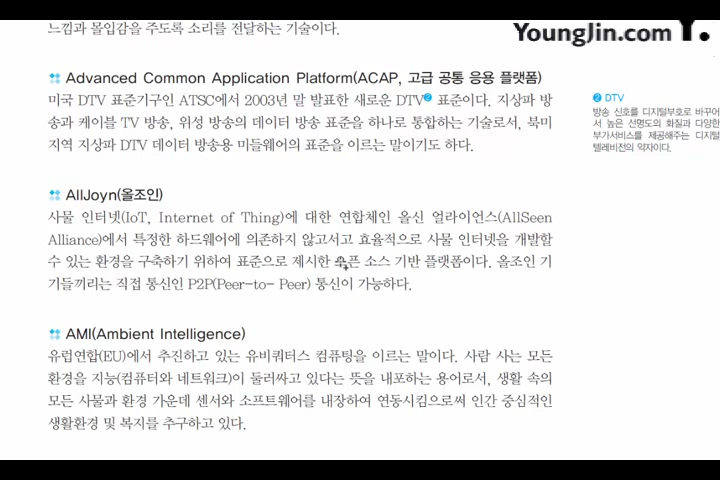 느낌과 몰입감을 주도록 소리를 전달하는 기술이다.
YoungJin.com Y.
Advanced Common Application Platform(ACAP, 고급 공통 응용 플랫폼)
미국 DTV 표준기구인 ATSC에서 2003년 말 발표한 새로운 DTV❷ 표준이다. 지상파 방
송과 케이블 TV 방송, 위성 방송의 데이터 방송 표준을 하나로 통합하는 기술로서, 북미
지역 지상파 DTV 데이터 방송용 미들웨어의 표준을 이르는 말이기도 하다.
❷ DTV
방송 신호를 디지털부호로 바꾸어
서 높은 선명도의 화질과 다양한
부가서비스를 제공해주는 디지털
텔레비전의 약자이다.
AllJoyn(올조인)
사물 인터넷(IoT, Internet of Thing)에 대한 연합체인 올신 얼라이언스(AllSeen
Alliance)에서 특정한 하드웨어에 의존하지 않고서고 효율적으로 사물 인터넷을 개발할
수 있는 환경을 구축하기 위하여 표준으로 제시한 오픈 소스 기반 플랫폼이다. 올조인 기
기들끼리는 직접 통신인 P2P(Peer-to- Peer) 통신이 가능하다.
AMI(Ambient Intelligence)
유럽연합(EU)에서 추진하고 있는 유비쿼터스 컴퓨팅을 이르는 말이다. 사람 사는 모든
환경을 지능(컴퓨터와 네트워크)이 둘러싸고 있다는 뜻을 내포하는 용어로서, 생활 속의
모든 사물과 환경 가운데 센서와 소프트웨어를 내장하여 연동시킴으로써 인간 중심적인
생활환경 및 복지를 추구하고 있다.